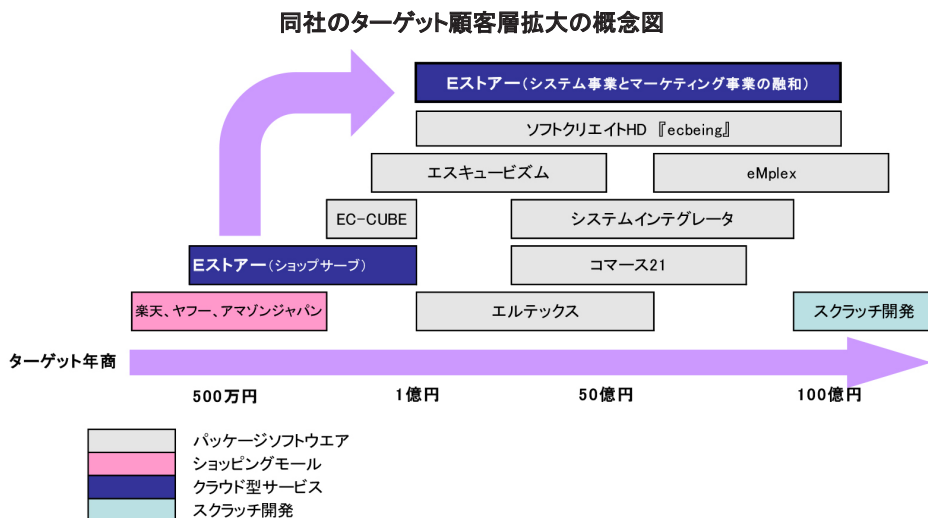 同社のターゲット顧客層拡大の概念図
Eストアー(システム事業とマーケティング事業の融和)
ソフトクリエイトHD 『ecbeing』
エスキュービズム
eMplex
EC-CUBE
システムインテグレータ
Eストアー(ショップサーブ)
コマース21
楽天、ヤフー、アマゾンジャパン
エルテックス
スクラッチ開発
ターゲット年商
500万円
1億円
50億円
100億円
パッケージソフトウエア
ショッピングモール
クラウド型サービス
スクラッチ開発